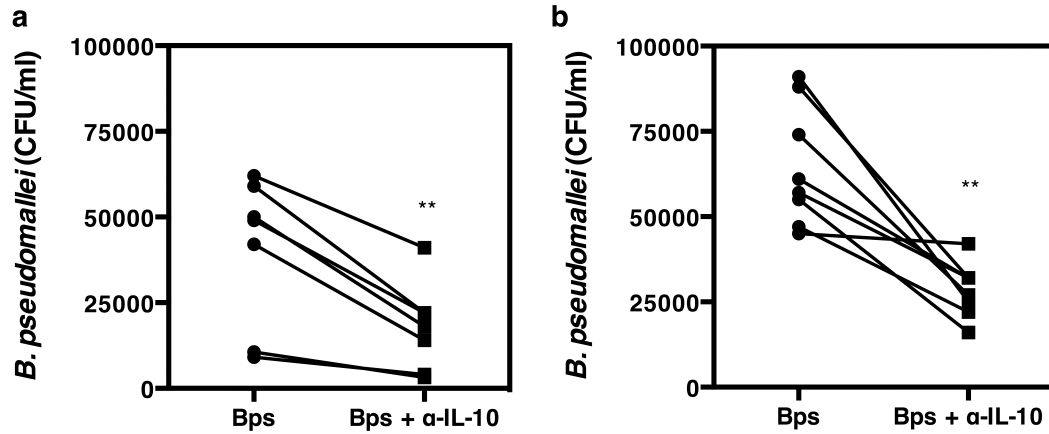 a
B. pseudomallei (CFU/ml)
100000
75000
50000
25000
0
**
Bps
Bps + α-IL-10
b
B. pseudomallei (CFU/ml)
100000
75000
50000
25000
0
**
Bps
Bps + α-IL-10